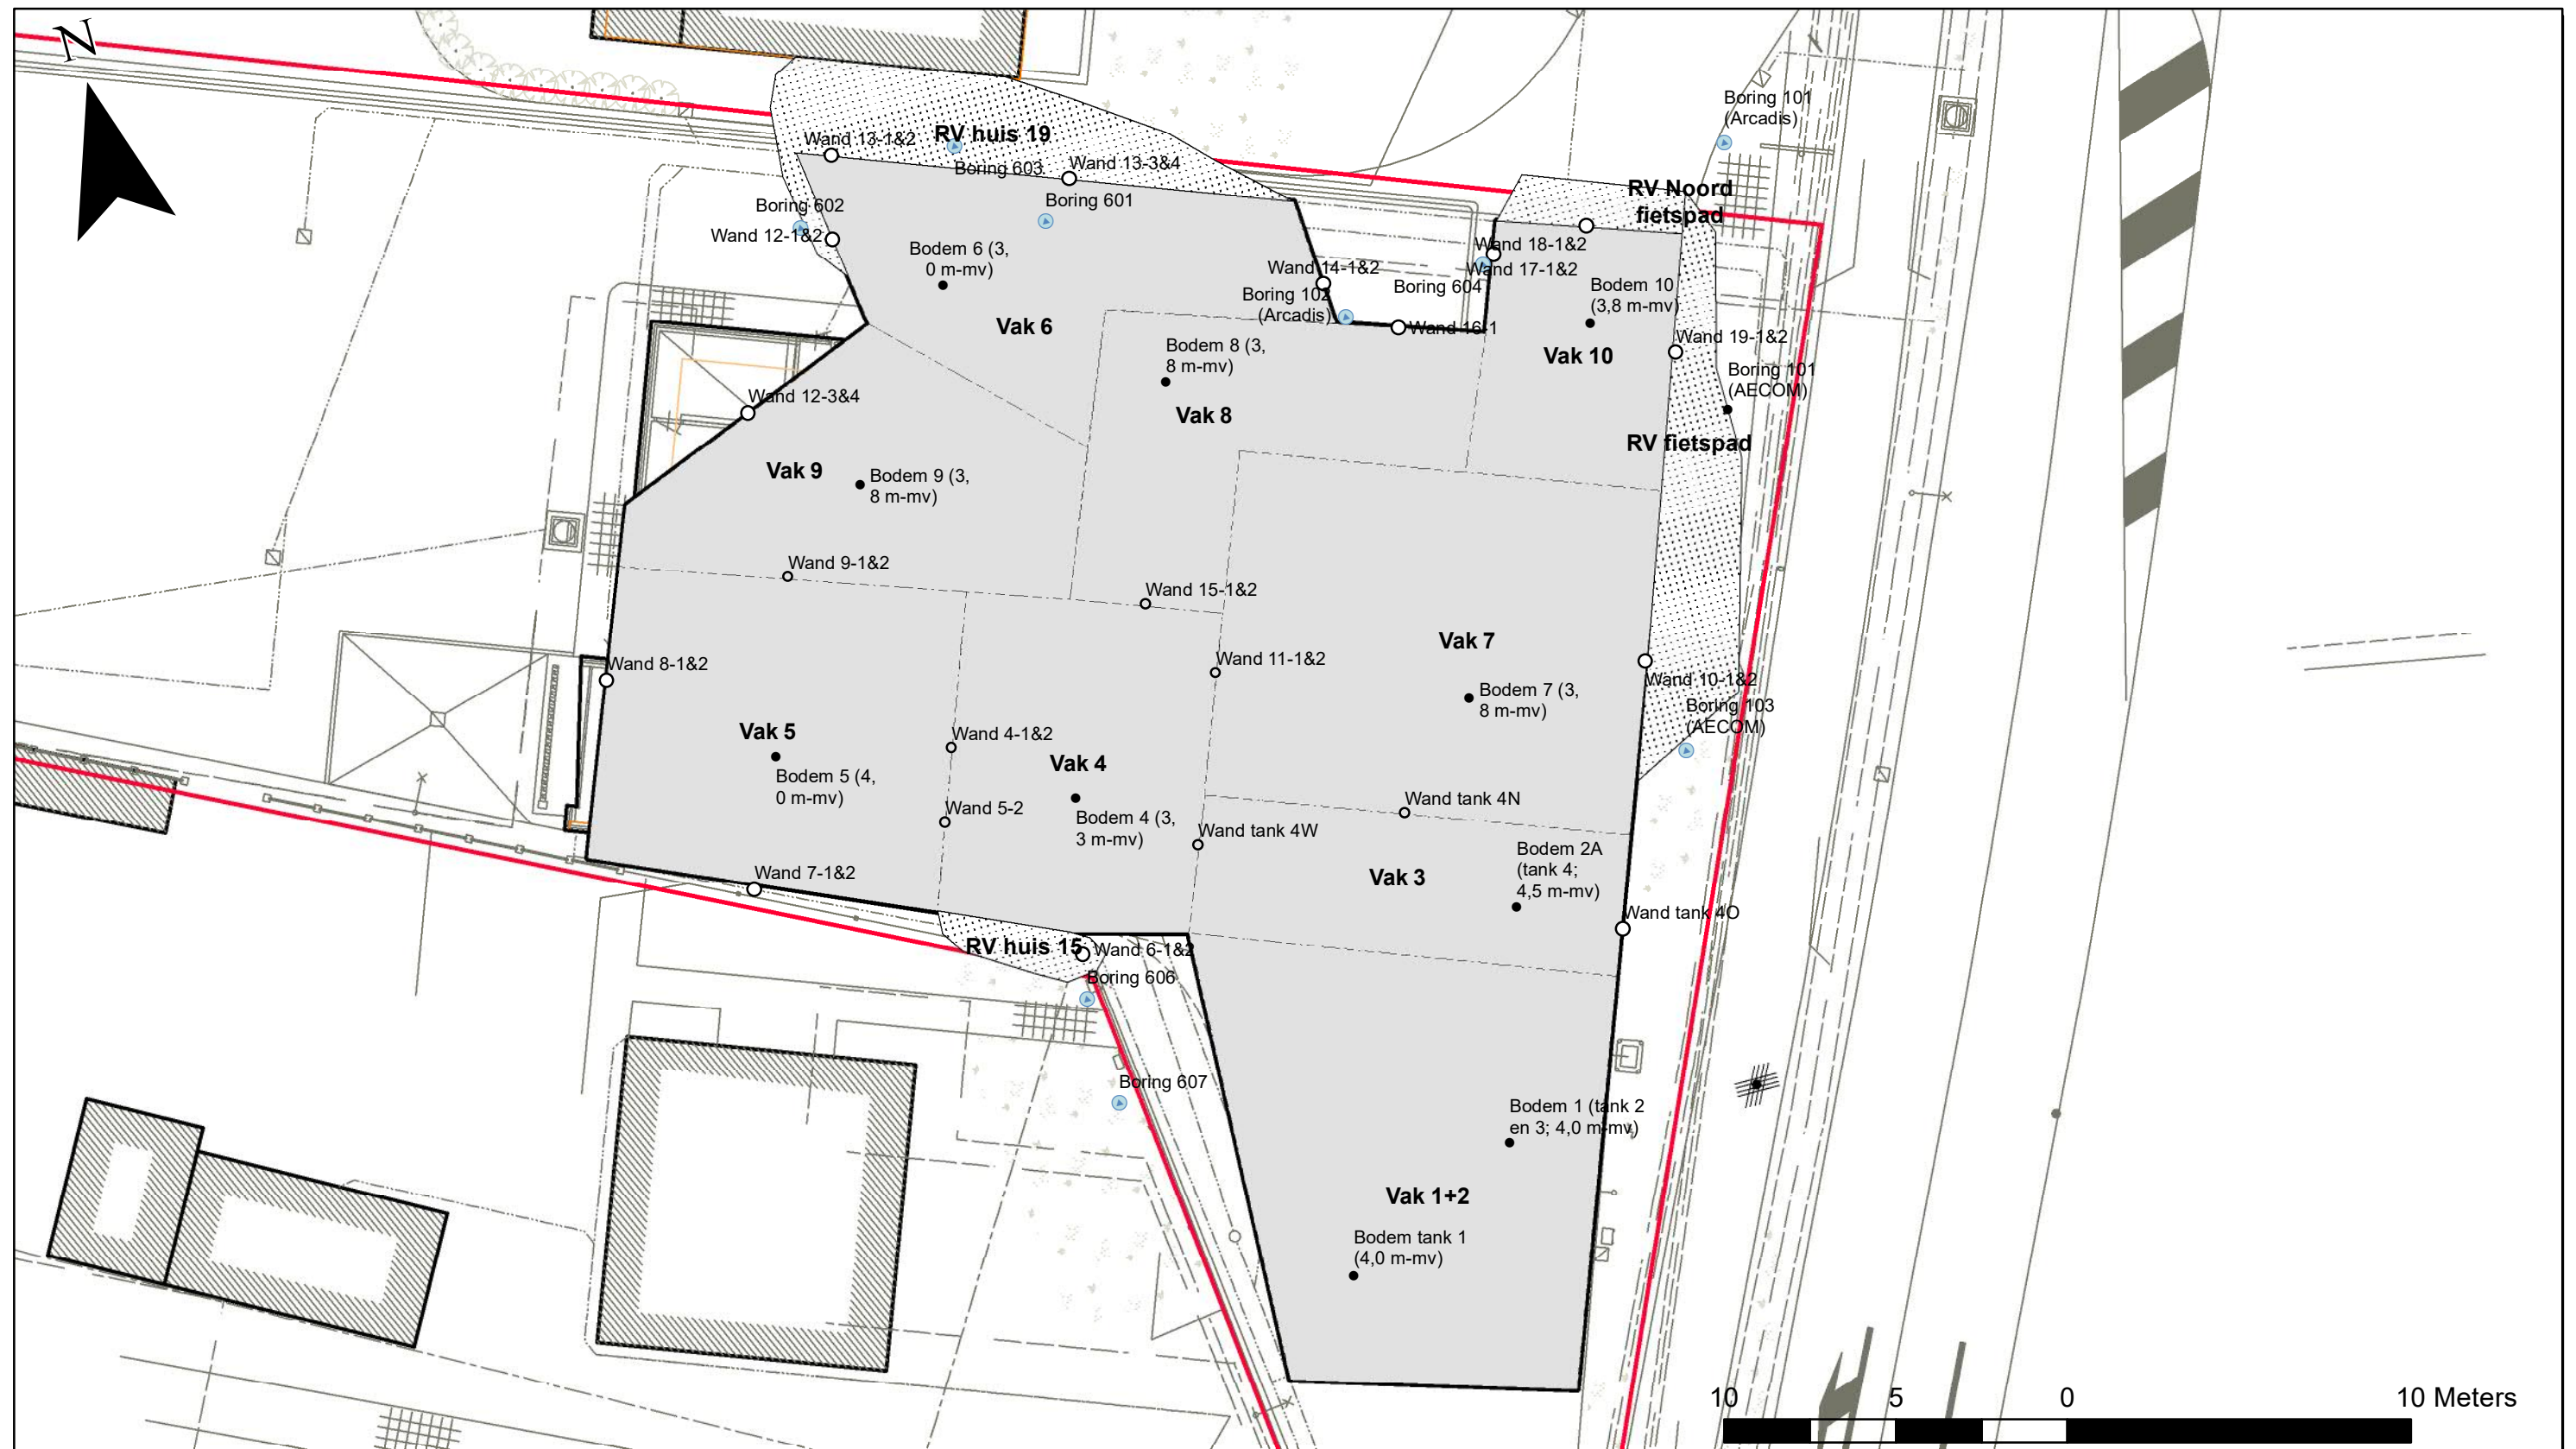 N
Boring 101
(Arcadis)
RV huis 19
Wand 13-1&2
Boring 603
Wand 13-3&4
RV Noord
fietspad
Boring 602
Boring 601
Wand 12-1&2
Bodem 6 (3,
0 m-mv)
Wand 18-1&2
Wand 14-1&2
Wand 17-1&2
Boring 604
Boring 102
(Arcadis)
Bodem 10
(3,8 m-mv)
Vak 6
Wand 16-1
Wand 19-1&2
Bodem 8 (3,
8 m-mv)
Vak 10
Boring 101
(AECOM)
Wand 12-3&4
Vak 8
RV fietspad
Vak 9
Bodem 9 (3,
8 m-mv)
Wand 9-1&2
Wand 15-1&2
Vak 7
Wand 8-1&2
Wand 11-1&2
Wand 10-1&2
Bodem 7 (3,
8 m-mv)
Boring 103
(AECOM)
Vak 5
Wand 4-1&2
Vak 4
Bodem 5 (4,
0 m-mv)
Wand 5-2
Bodem 4 (3,
3 m-mv)
Wand tank 4N
Wand tank 4W
Bodem 2A
(tank 4;
4,5 m-mv)
Wand 7-1&2
Vak 3
Wand tank 4O
RV huis 15
Wand 6-1&2
Boring 606
Boring 607
Bodem 1 (tank 2
en 3; 4,0 m-mv)
Vak 1+2
Bodem tank 1
(4,0 m-mv)
10 5 0 10 Meters